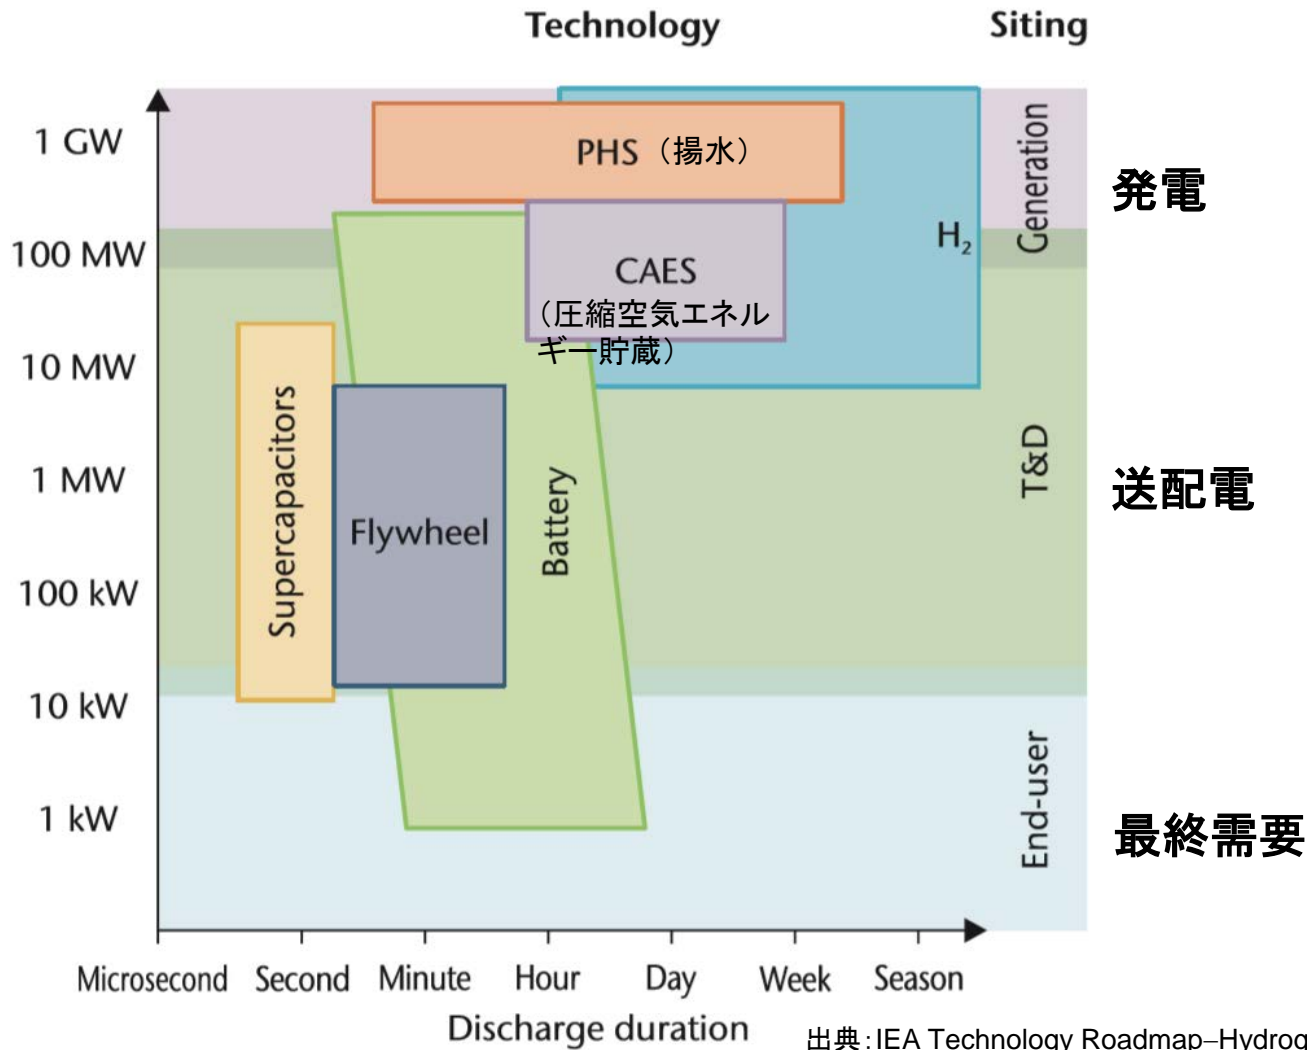 Technology
Siting
1 GW
100 MW
10 MW
1 MW
100 kW
10 kW
1 kW
PHS（揚水）
CAES
（圧縮空気エネル
ギー貯蔵）
H₂
Supercapacitors
Flywheel
Battery
Generation
T&D
End-user
発電
送配電
最終需要
Microsecond Second Minute Hour Day Week Season
Discharge duration
出典：IEA Technology Roadmap–Hydrog